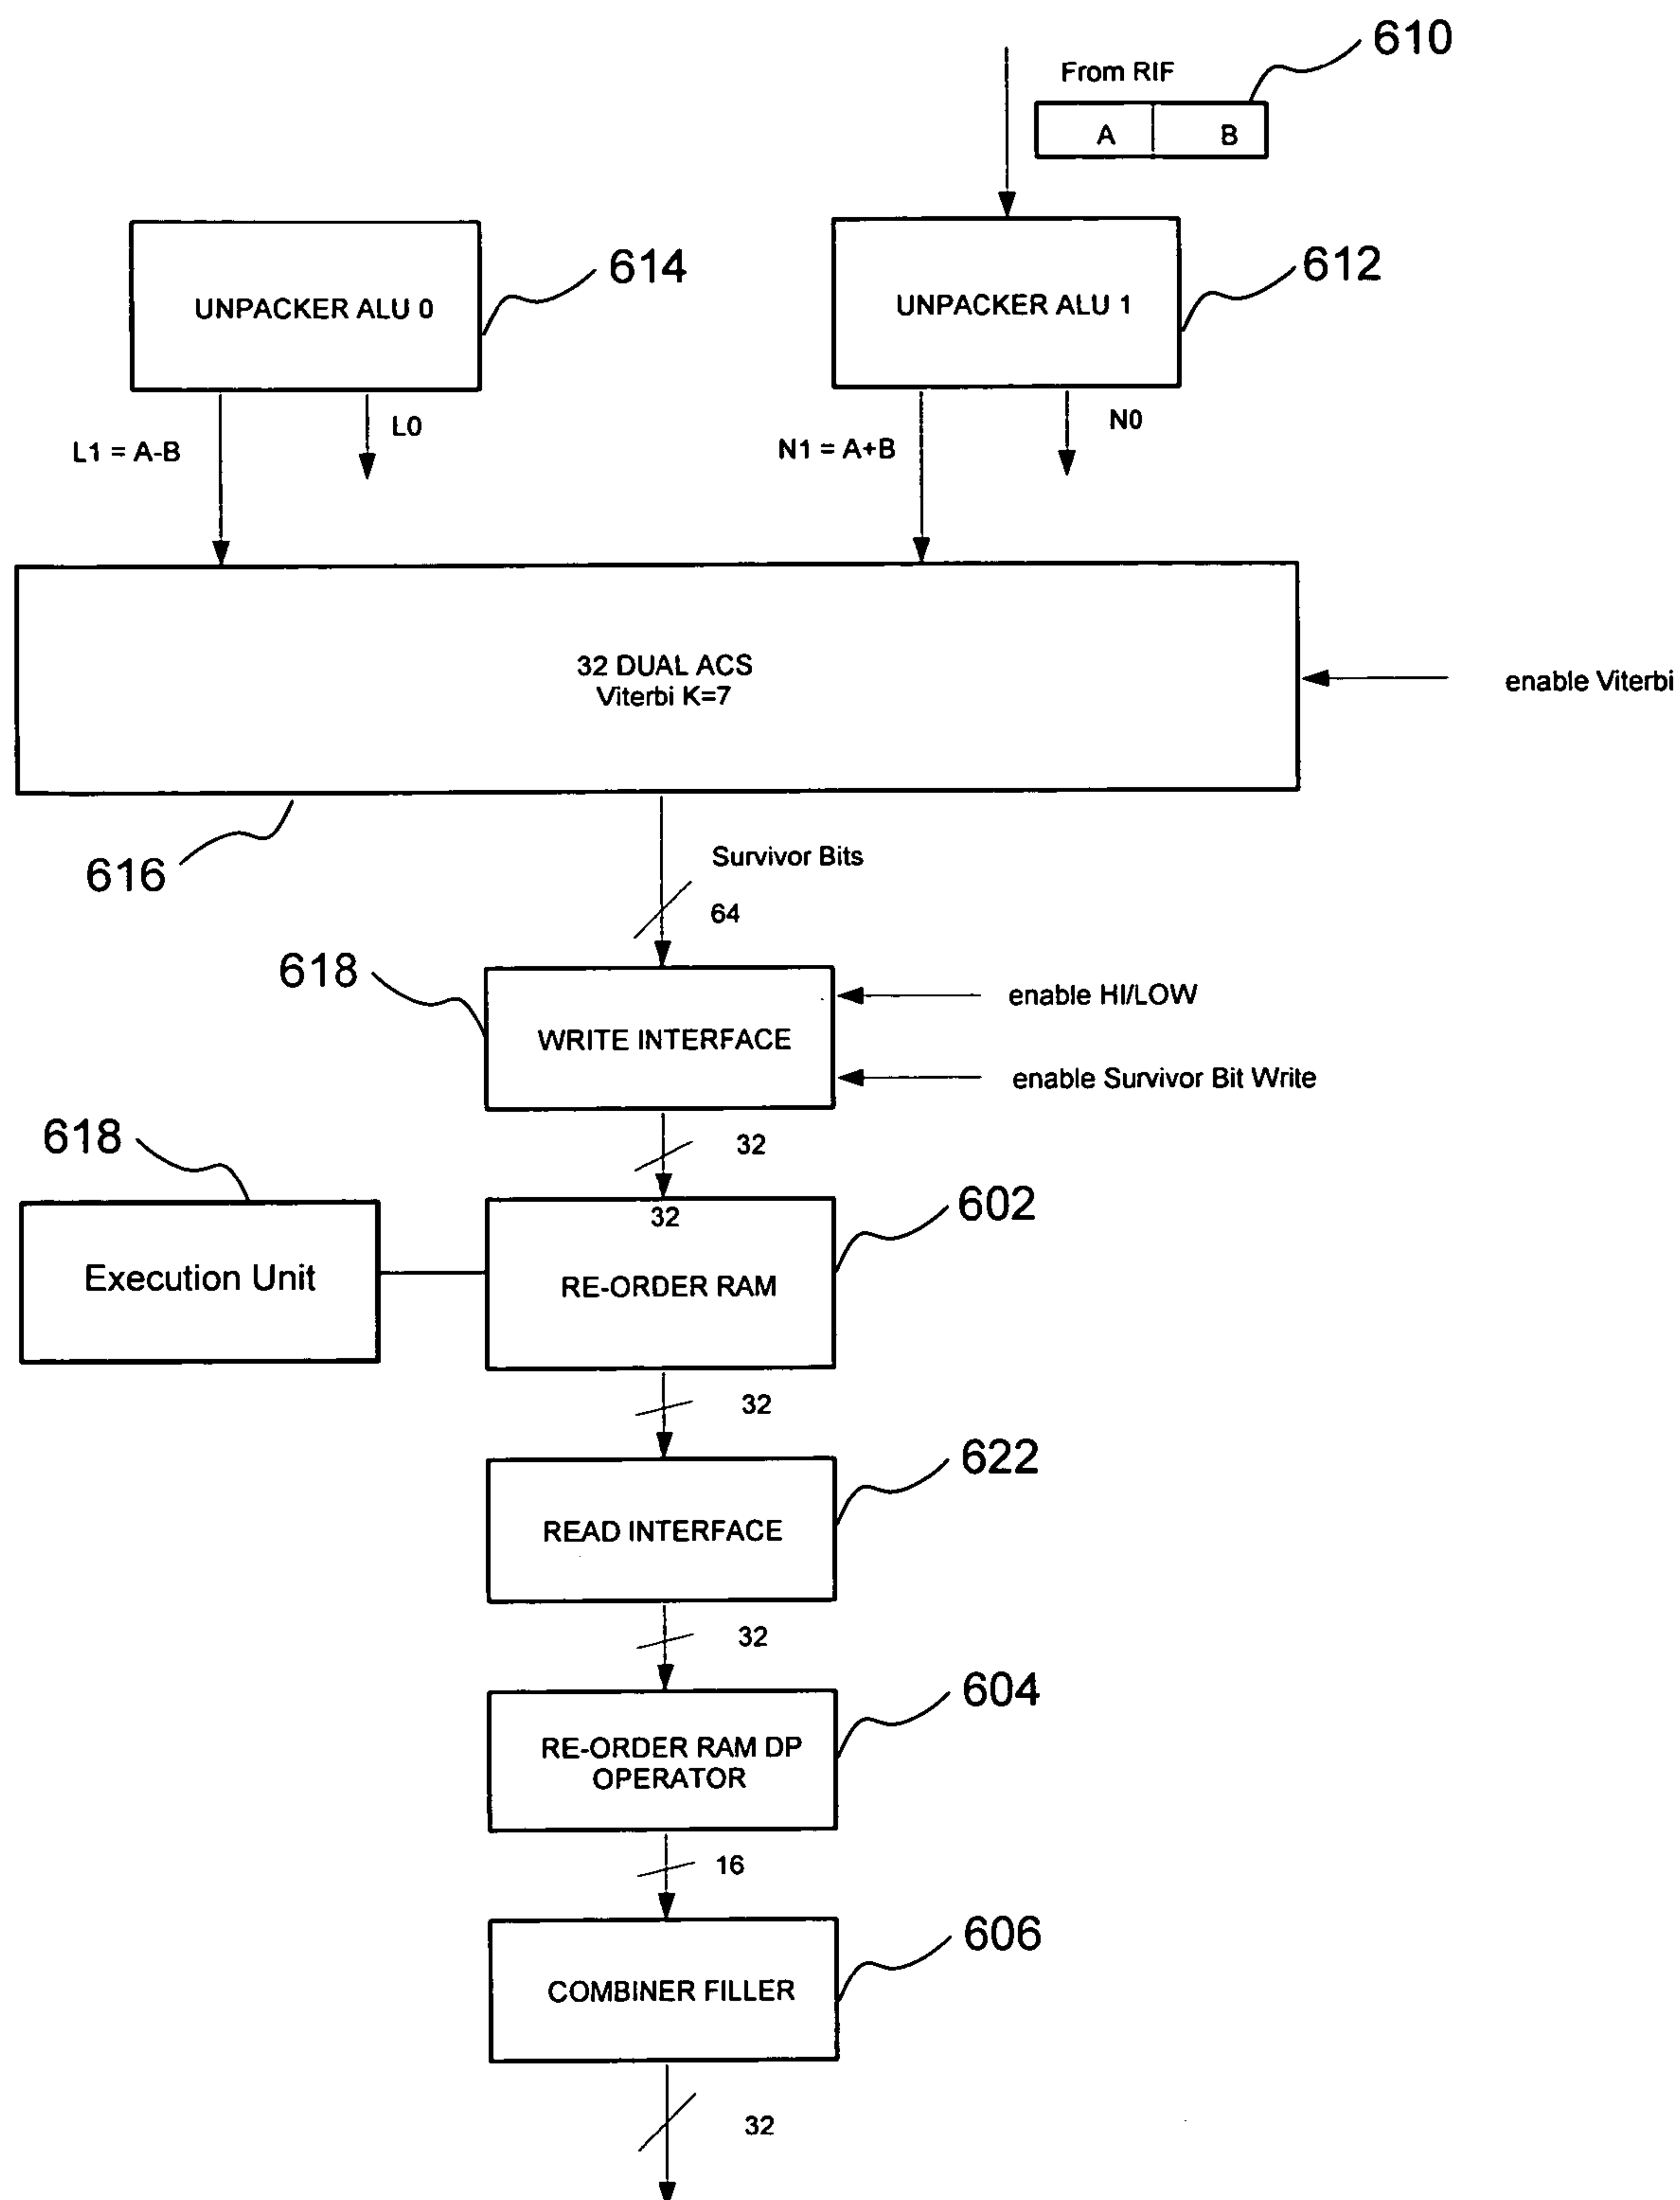 610
From RIF
A B
614
612
UNPACKER ALU 0
UNPACKER ALU 1
L0
N0
L1 = A-B
N1 = A+B
32 DUAL ACS
Viterbi K=7
enable Viterbi
616
Survivor Bits
64
618
enable HI/LOW
WRITE INTERFACE
enable Survivor Bit Write
618
32
602
32
Execution Unit
RE-ORDER RAM
32
622
READ INTERFACE
32
604
RE-ORDER RAM DP
OPERATOR
16
606
COMBINER FILLER
32